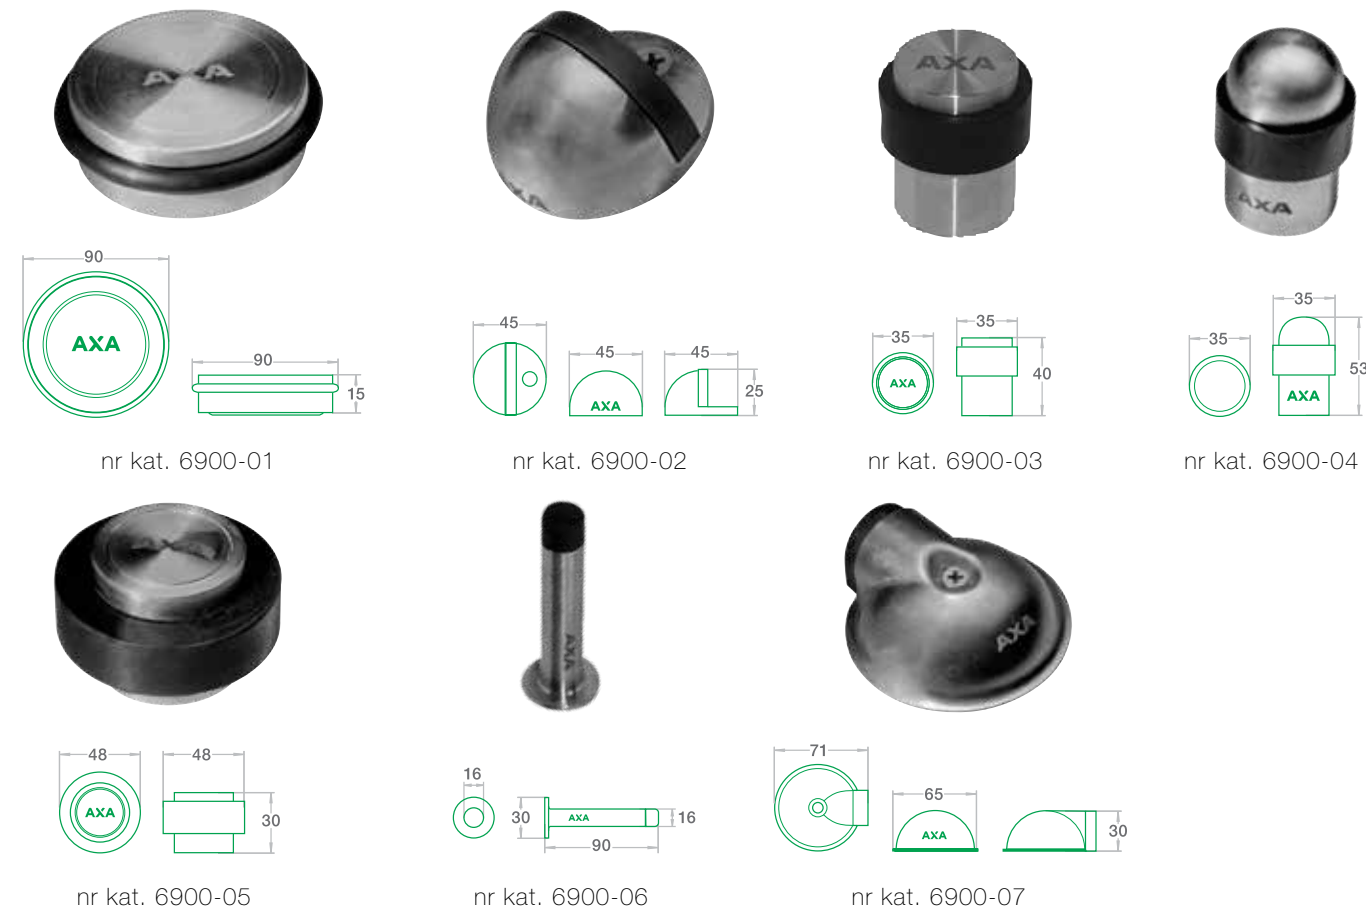 AXA
AXA
AXA
AXA
90
AXA
90
15
45
45
AXA
45
25
35
AXA
35
40
35
35
AXA
53
nr kat. 6900-01
nr kat. 6900-02
nr kat. 6900-03
nr kat. 6900-04
AXA
AXA
AXA
48
AXA
48
30
16
30
AXA
16
90
71
65
AXA
30
nr kat. 6900-05
nr kat. 6900-06
nr kat. 6900-07